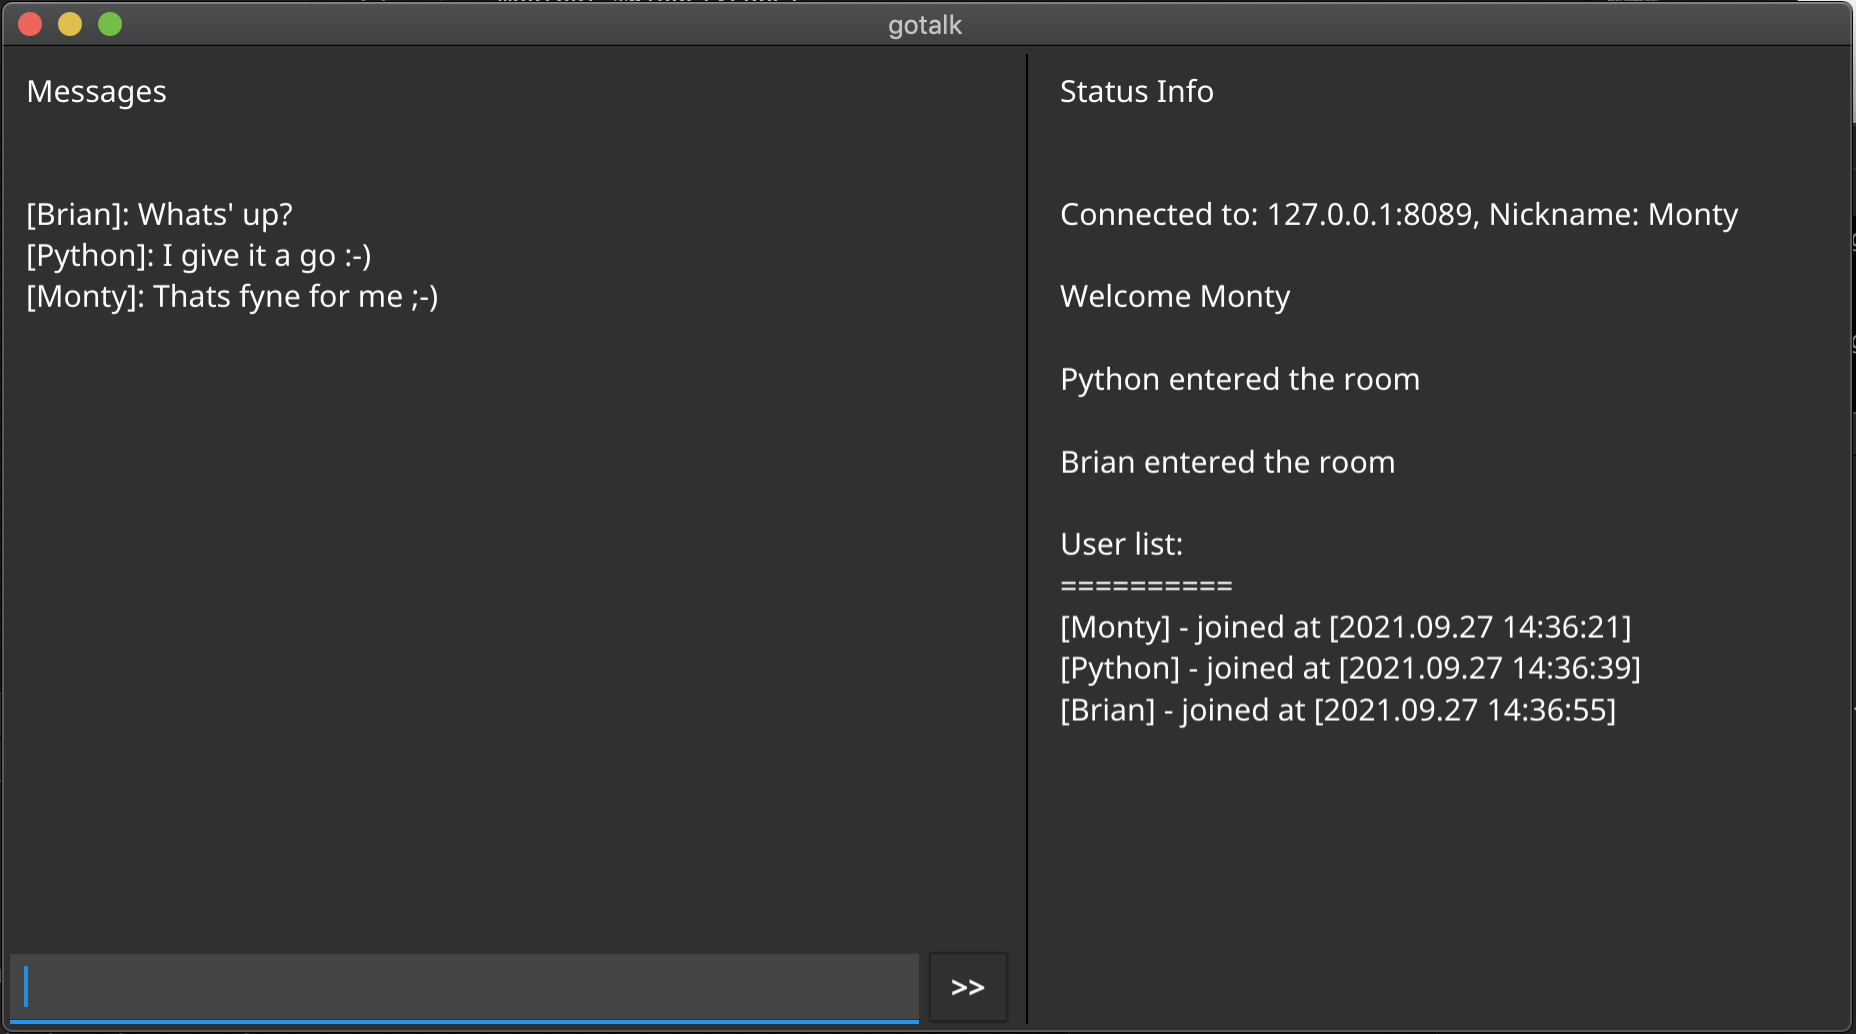 gotalk
Messages
[Brian]: Whats' up?
[Python]: I give it a go :-)
[Monty]: Thats fyne for me ;-)
>>
Status Info
Connected to: 127.0.0.1:8089, Nickname: Monty
Welcome Monty
Python entered the room
Brian entered the room
User list:
==========
[Monty] - joined at [2021.09.27 14:36:21]
[Python] - joined at [2021.09.27 14:36:39]
[Brian] - joined at [2021.09.27 14:36:55]